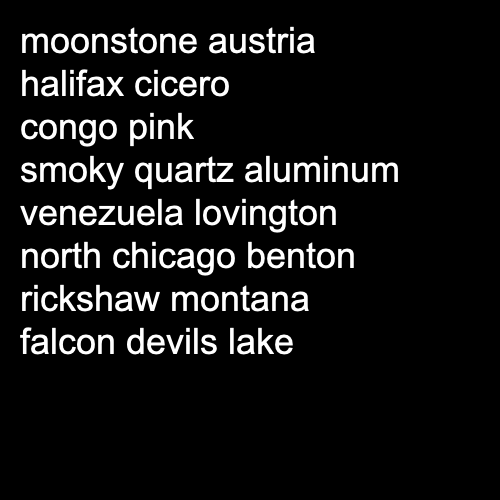 moonstone austria
halifax cicero
congo pink
smoky quartz aluminum
venezuela lovington
north chicago benton
rickshaw montana
falcon devils lake